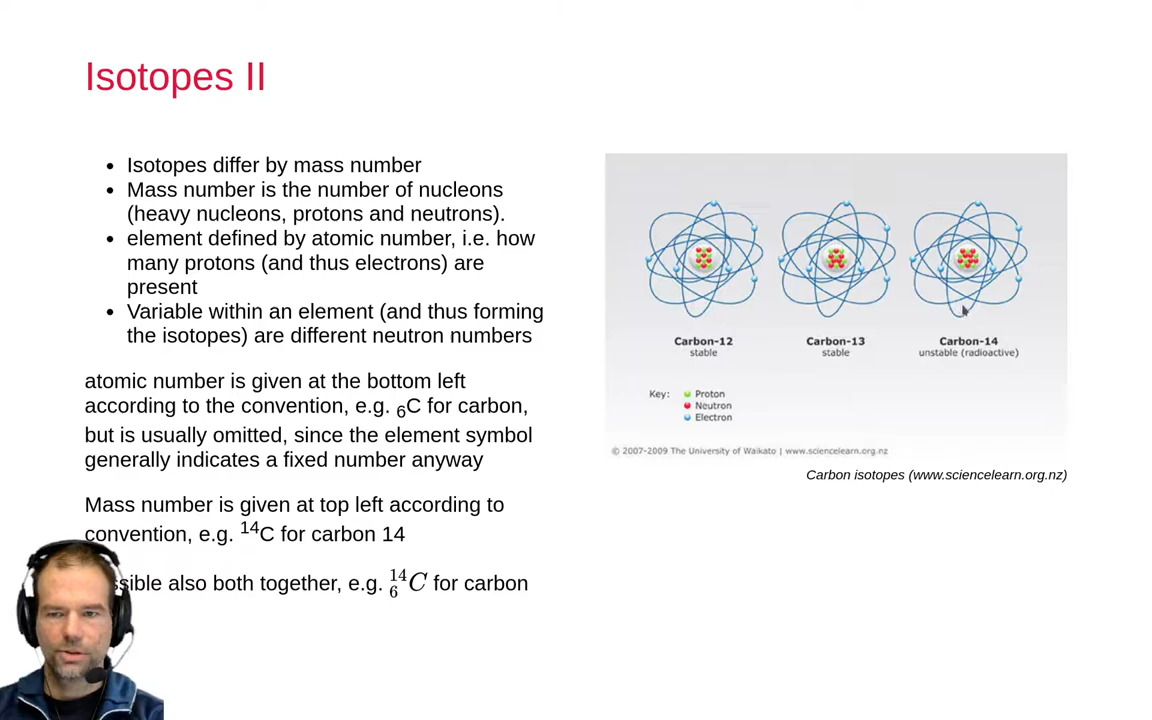 Isotopes II
• Isotopes differ by mass number
• Mass number is the number of nucleons
(heavy nucleons, protons and neutrons).
• element defined by atomic number, i.e. how
many protons (and thus electrons) are
present
• Variable within an element (and thus forming
the isotopes) are different neutron numbers
atomic number is given at the bottom left
according to the convention, e.g. ₆C for carbon,
but is usually omitted, since the element symbol
generally indicates a fixed number anyway
Mass number is given at top left according to
convention, e.g. ¹⁴C for carbon 14
ssible also both together, e.g. ¹⁴₆C for carbon
Carbon-12
stable
Carbon-13
stable
Carbon-14
unstable (radioactive)
Key:
Proton
Neutron
Electron
© 2007-2009 The University of Waikato | www.sciencelearn.org.nz
Carbon isotopes (www.sciencelearn.org.nz)